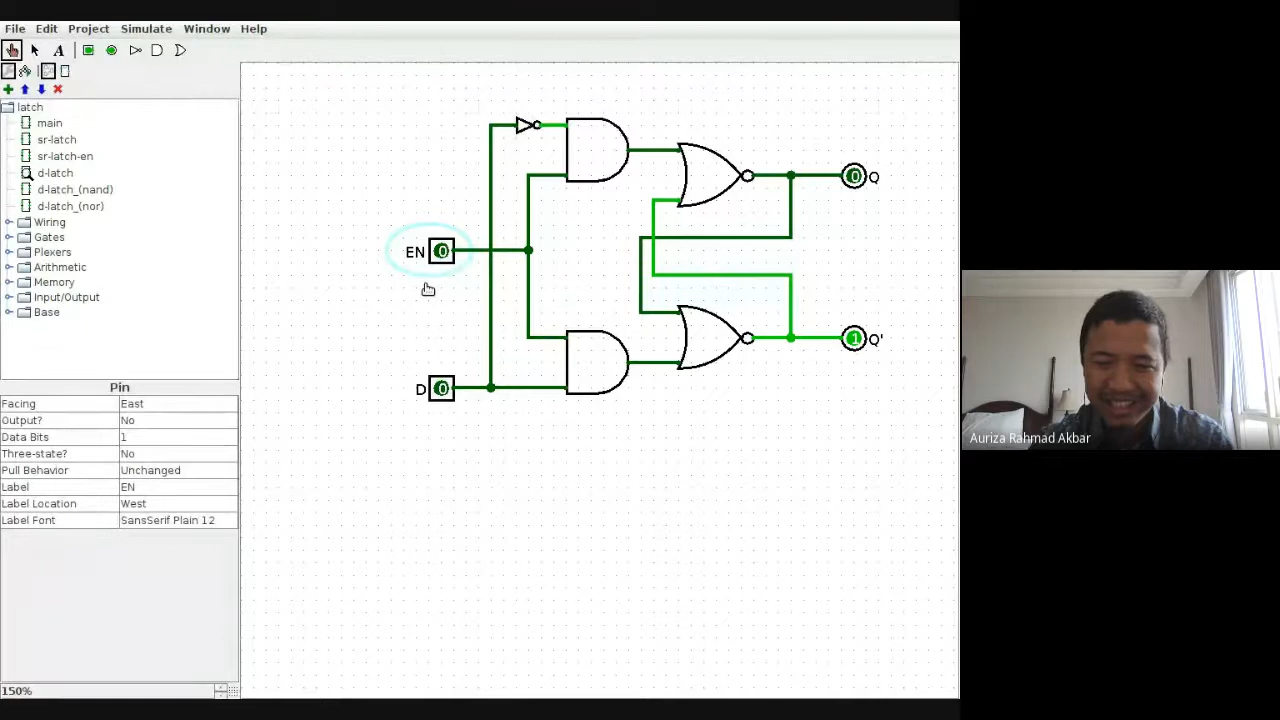 File Edit Project Simulate Window Help
A
latch
main
sr-latch
sr-latch-en
d-latch
d-latch_(nand)
d-latch_(nor)
Wiring
Gates
Plexers
Arithmetic
Memory
Input/Output
Base
Pin
Facing East
Output? No
Data Bits 1
Three-state? No
Pull Behavior Unchanged
Label EN
Label Location West
Label Font SansSerif Plain 12
150%
0 Q
EN 0
1 Q'
D 0
Auriza Rahmad Akbar